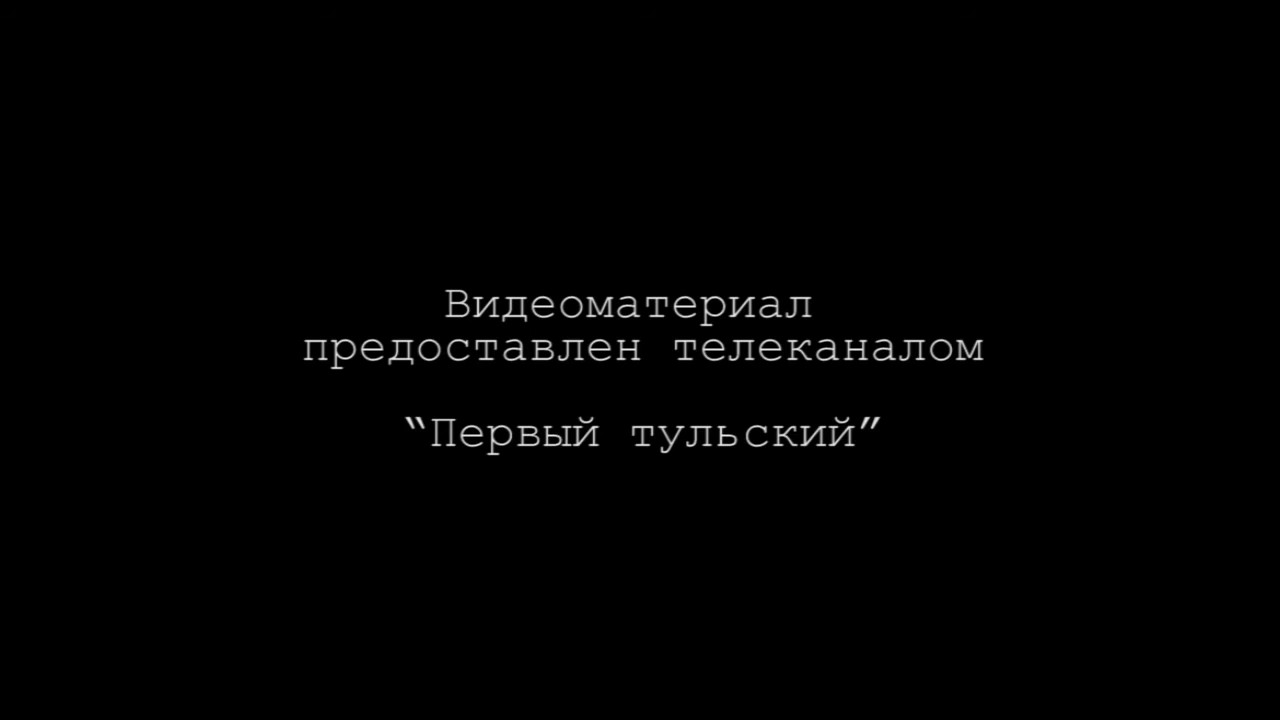 Видеоматериал
предоставлен телеканалом
“Первый тульский”